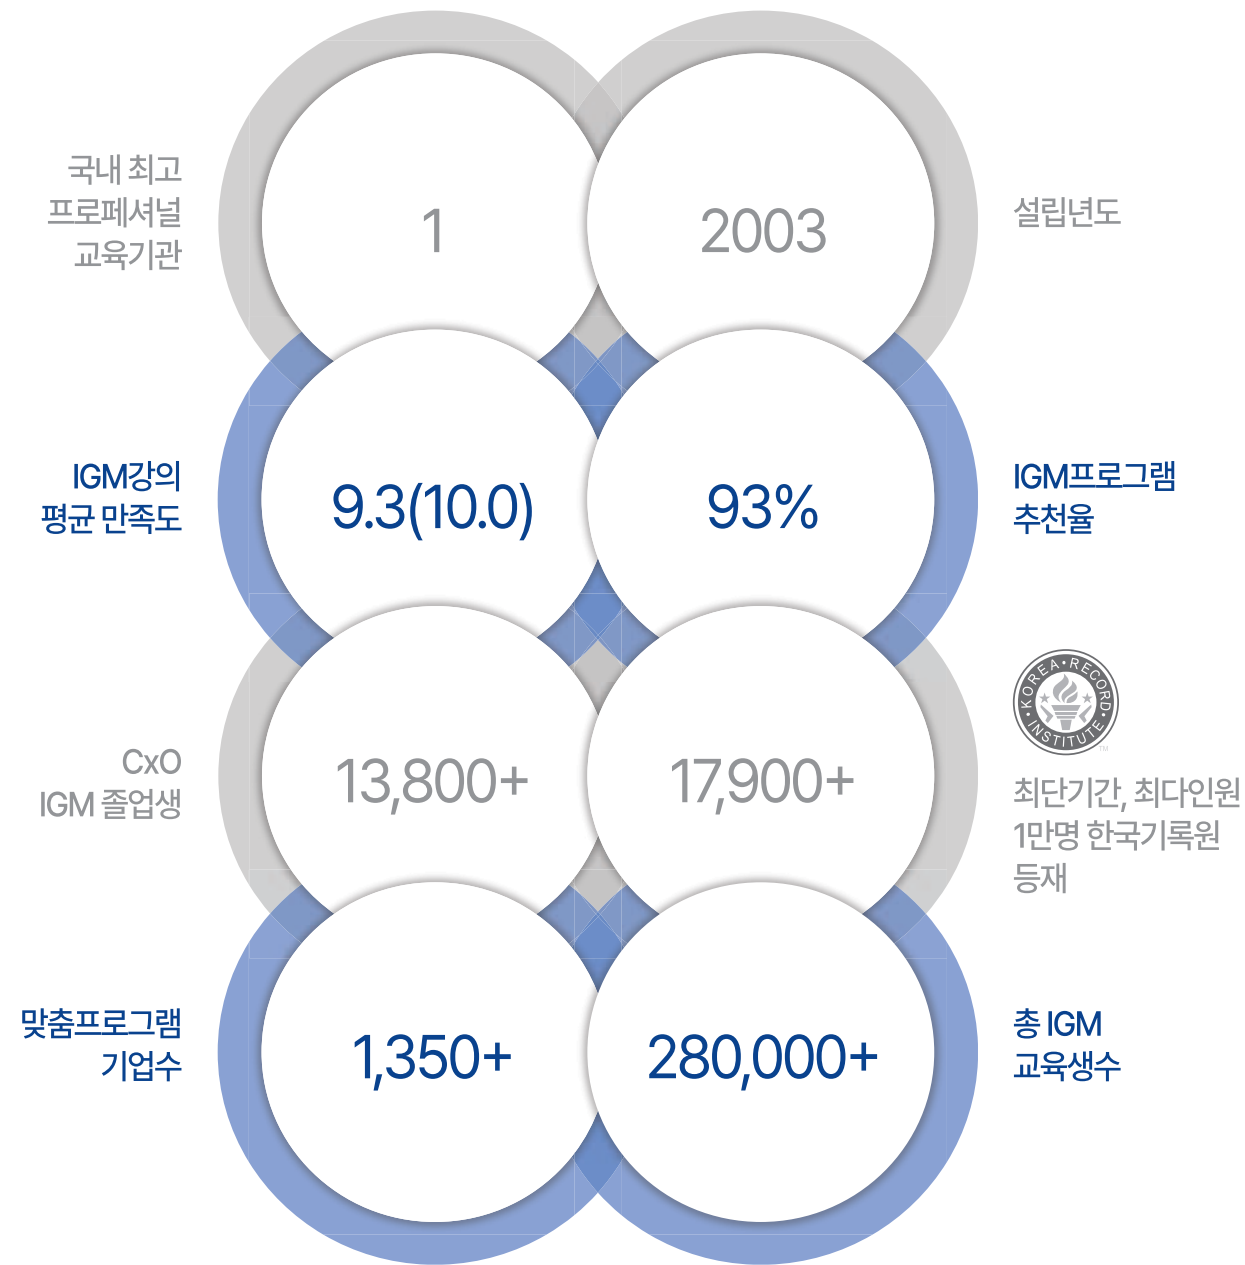 국내 최고
프로페셔널
교육기관
1
2003
설립년도
IGM강의
평균 만족도
9.3(10.0)
93%
IGM프로그램
추천율
CxO
IGM 졸업생
13,800+
17,900+
KOREA • RECORD • INSTITUTE •
TM
최단기간, 최다인원
1만명 한국기록원
등재
맞춤프로그램
기업수
1,350+
280,000+
총 IGM
교육생수